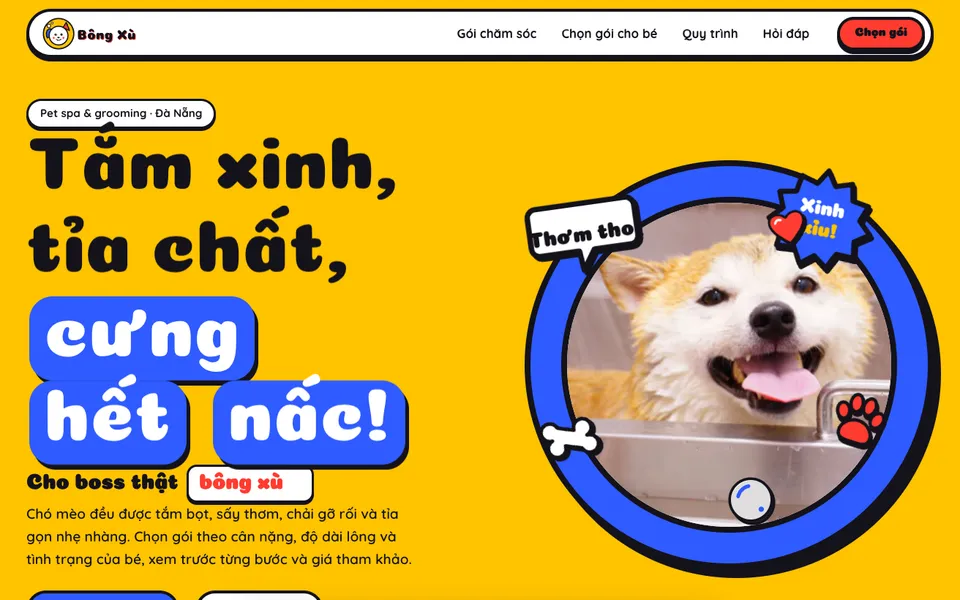 Bông Xù
Gói chăm sóc
Chọn gói cho bé
Quy trình
Hỏi đáp
Chọn gói
Pet spa & grooming · Đà Nẵng
Tắm xinh,
tỉa chất,
cưng
hết nấc!
Cho boss thật bông xù
Chó mèo đều được tắm bọt, sấy thơm, chải gỡ rối và tỉa
gọn nhẹ nhàng. Chọn gói theo cân nặng, độ dài lông và
tình trạng của bé, xem trước từng bước và giá tham khảo.
Thơm tho
Xinh
xỉu!